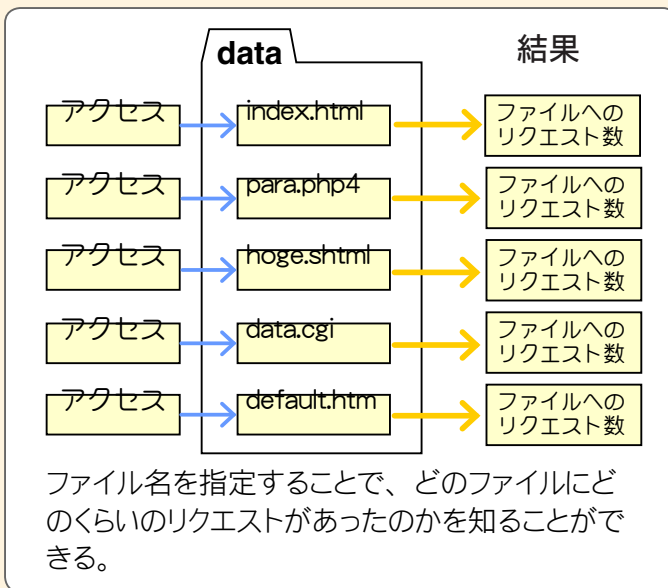 data
結果
アクセス
index.html
ファイルへの
リクエスト数
アクセス
para.php4
ファイルへの
リクエスト数
アクセス
hoge.shtml
ファイルへの
リクエスト数
アクセス
data.cgi
ファイルへの
リクエスト数
アクセス
default.htm
ファイルへの
リクエスト数
ファイル名を指定することで、どのファイルにど
のくらいのリクエストがあったのかを知ることがで
きる。